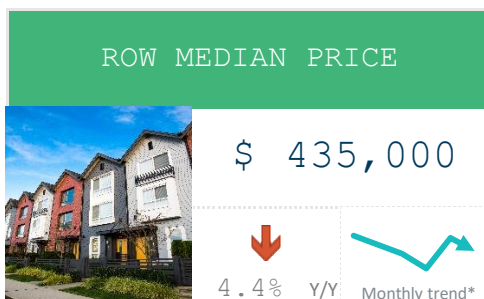 ROW MEDIAN PRICE
$ 435,000
4.4% Y/Y
Monthly trend*